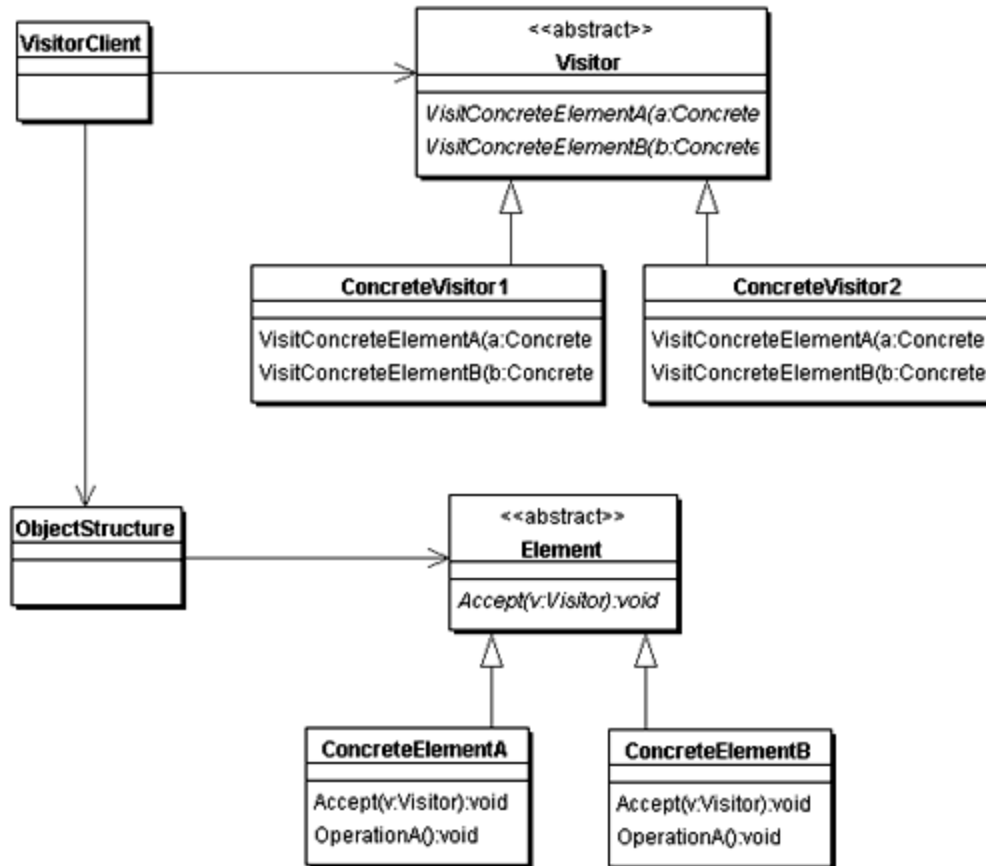 VisitorClient
<<abstract>>
Visitor
VisitConcreteElementA(a:Concrete
VisitConcreteElementB(b:Concrete
ConcreteVisitor1
VisitConcreteElementA(a:Concrete
VisitConcreteElementB(b:Concrete
ConcreteVisitor2
VisitConcreteElementA(a:Concrete
VisitConcreteElementB(b:Concrete
ObjectStructure
<<abstract>>
Element
Accept(v:Visitor):void
ConcreteElementA
Accept(v:Visitor):void
OperationA():void
ConcreteElementB
Accept(v:Visitor):void
OperationA():void